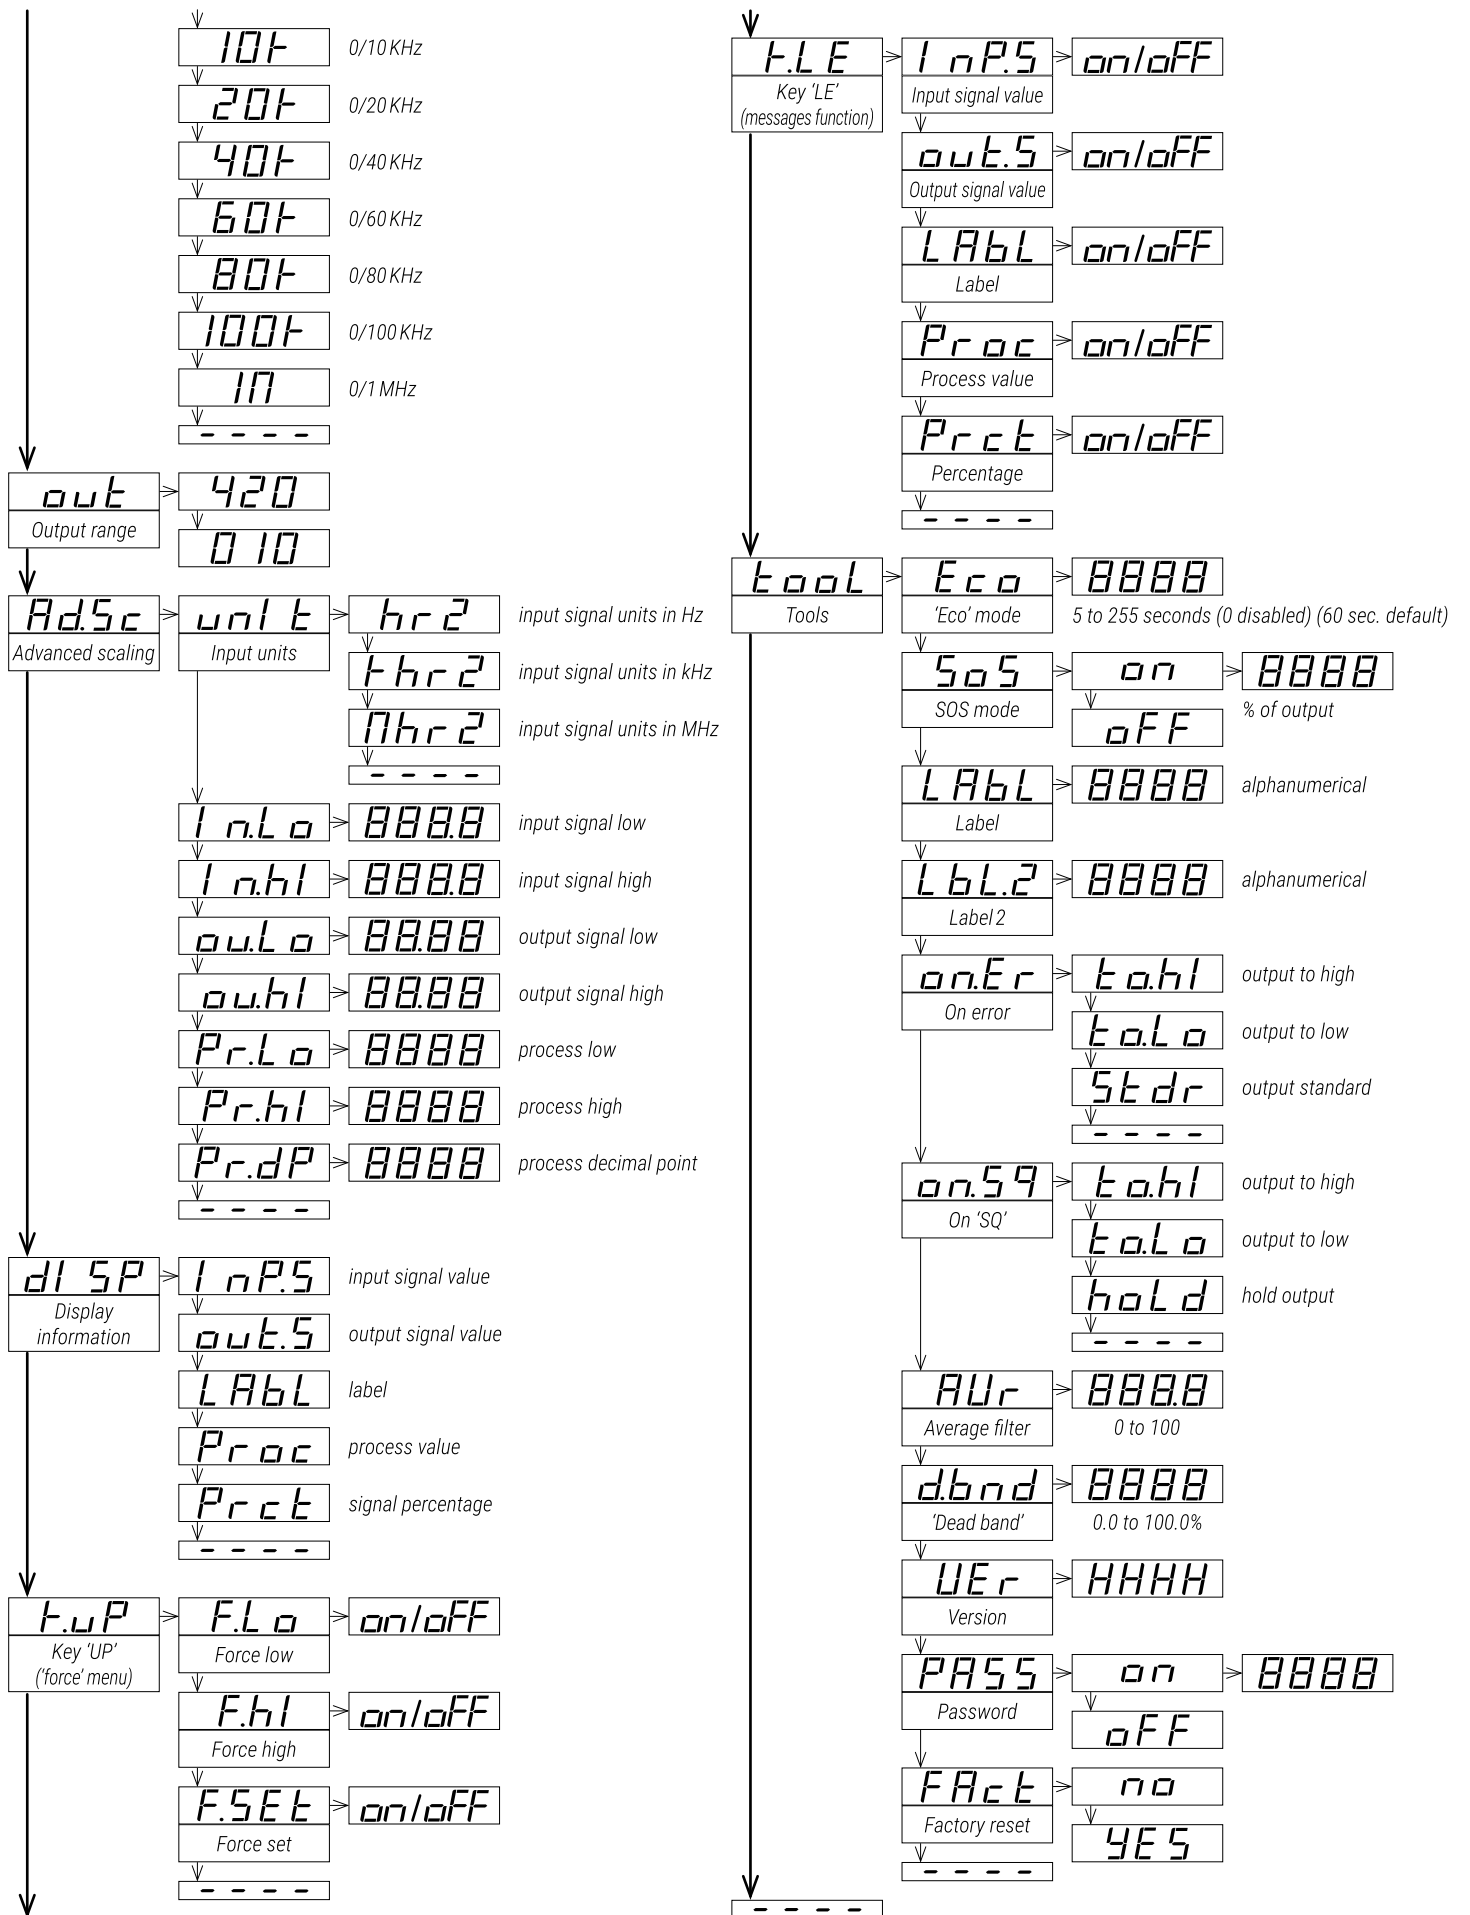 10k 0/10 KHz
20k 0/20 KHz
40k 0/40 KHz
60k 0/60 KHz
80k 0/80 KHz
100k 0/100 KHz
1M 0/1 MHz
- - - -
out 420
Output range
010
Ad.Sc unIt hrZ input signal units in Hz
Advanced scaling Input units
khrZ input signal units in kHz
MhrZ input signal units in MHz
- - - -
In.Lo 888.8 input signal low
In.hI 888.8 input signal high
ou.Lo 88.88 output signal low
ou.hI 88.88 output signal high
Pr.Lo 8888 process low
Pr.hI 8888 process high
Pr.dP 8888 process decimal point
- - - -
dISP InP.S input signal value
Display
information
out.S output signal value
LAbL label
Proc process value
Prct signal percentage
- - - -
k.uP F.Lo on/oFF
Key ‘UP’ Force low
(‘force’ menu)
F.hI on/oFF
Force high
F.SEt on/oFF
Force set
- - - -
k.LE InP.S on/oFF
Key ‘LE’ Input signal value
(messages function)
out.S on/oFF
Output signal value
LAbL on/oFF
Label
Proc on/oFF
Process value
Prct on/oFF
Percentage
- - - -
tooL Eco 8888
Tools ‘Eco’ mode 5 to 255 seconds (0 disabled) (60 sec. default)
SoS on 8888
SOS mode % of output
oFF
LAbL 8888 alphanumerical
Label
LbL.2 8888 alphanumerical
Label 2
on.Er to.hI output to high
On error
to.Lo output to low
Stdr output standard
- - - -
on.Sq to.hI output to high
On ‘SQ’
to.Lo output to low
hoLd hold output
- - - -
AVr 888.8
Average filter 0 to 100
d.bnd 8888
‘Dead band’ 0.0 to 100.0%
VEr HHHH
Version
PASS on 8888
Password
oFF
FAct no
Factory reset
YES
- - - -
- - - -